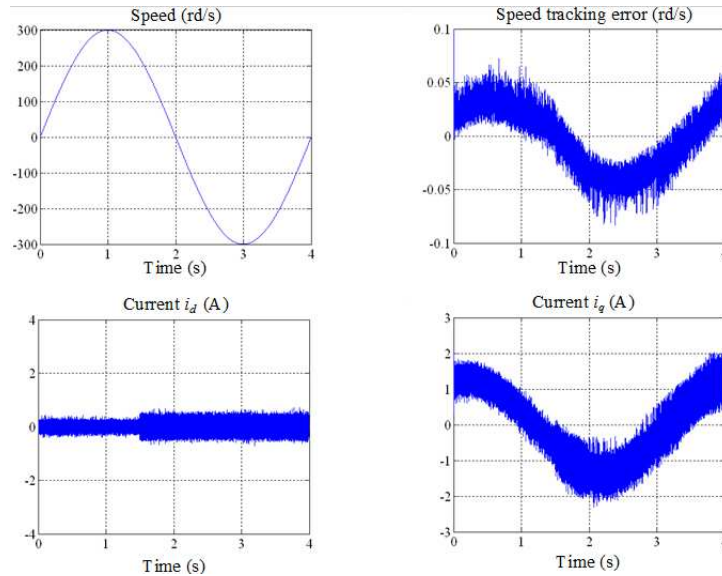 Speed (rd/s)
300
200
100
0
-100
-200
-300
0 1 2 3 4
Time (s)
Speed tracking error (rd/s)
0.1
0.05
0
-0.05
-0.1
0 1 2 3 4
Time (s)
Current i_d (A)
4
2
0
-2
-4
0 1 2 3 4
Time (s)
Current i_q (A)
3
2
1
0
-1
-2
-3
0 1 2 3 4
Time (s)